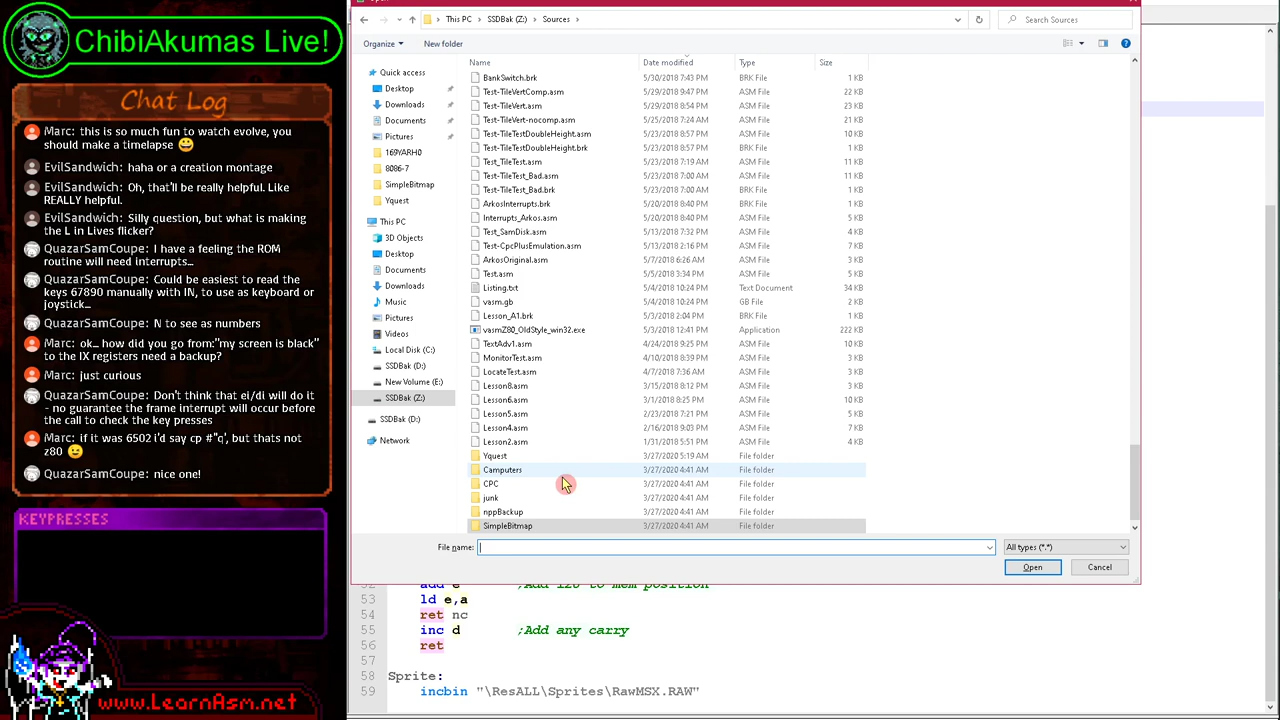 ChibiAkumas Live!
Chat Log
Marc: this is so much fun to watch evolve, you
should make a timelapse
EvilSandwich: haha or a creation montage
EvilSandwich: Oh, that'll be really helpful. Like
REALLY helpful.
EvilSandwich: Silly question, but what is making
the L in Lives flicker?
QuazarSamCoupe: I have a feeling the ROM
routine will need interrupts...
QuazarSamCoupe: Could be easiest to read the
keys 67890 manually with IN, to use as keyboard or
joystick...
QuazarSamCoupe: N to see as numbers
Marc: ok... how did you go from:"my screen is black"
to the IX registers need a backup?
Marc: just curious
QuazarSamCoupe: Don't think that ei/di will do it
- no guarantee the frame interrupt will occur before
the call to check the key presses
Marc: if it was 6502 i'd say cp #"q', but thats not
z80
QuazarSamCoupe: nice one!
KEYPRESSES
www.LearnAsm.net
This PC > SSDBak (Z:) > Sources >
Search Sources
Organize
New folder
Quick access
Desktop
Downloads
Documents
Pictures
169YARH0
8086-7
SimpleBitmap
Yquest
This PC
3D Objects
Desktop
Documents
Downloads
Music
Pictures
Videos
Local Disk (C:)
SSDBak (D:)
New Volume (E:)
SSDBak (Z:)
SSDBak (D:)
Network
Name Date modified Type Size
BankSwitch.brk 5/30/2018 7:43 PM BRK File 1 KB
Test-TileVertComp.asm 5/29/2018 9:47 PM ASM File 22 KB
Test-TileVert.asm 5/29/2018 8:54 PM ASM File 23 KB
Test-TileVert-nocomp.asm 5/24/2018 7:24 AM ASM File 21 KB
Test-TileTestDoubleHeight.asm 5/23/2018 8:57 PM ASM File 10 KB
Test-TileTestDoubleHeight.brk 5/23/2018 8:57 PM BRK File 1 KB
Test_TileTest.asm 5/23/2018 7:19 AM ASM File 11 KB
Test-TileTest_Bad.asm 5/23/2018 7:00 AM ASM File 11 KB
Test-TileTest_Bad.brk 5/23/2018 7:00 AM BRK File 1 KB
ArkosInterrupts.brk 5/20/2018 8:40 PM BRK File 1 KB
Interrupts_Arkos.asm 5/20/2018 8:40 PM ASM File 5 KB
Test_SamDisk.asm 5/13/2018 7:32 PM ASM File 4 KB
Test-CpcPlusEmulation.asm 5/13/2018 2:16 PM ASM File 7 KB
ArkosOriginal.asm 5/7/2018 6:26 AM ASM File 3 KB
Test.asm 5/5/2018 3:34 PM ASM File 5 KB
Listing.txt 5/4/2018 10:24 PM Text Document 34 KB
vasm.gb 5/4/2018 10:24 PM GB File 2 KB
Lesson_A1.brk 5/3/2018 2:04 PM BRK File 1 KB
vasmZ80_OldStyle_win32.exe 5/3/2018 12:41 PM Application 222 KB
TextAdv1.asm 4/24/2018 9:25 PM ASM File 10 KB
MonitorTest.asm 4/10/2018 8:39 PM ASM File 3 KB
LocateTest.asm 4/7/2018 7:36 AM ASM File 3 KB
Lesson8.asm 3/15/2018 8:12 PM ASM File 3 KB
Lesson6.asm 3/1/2018 8:25 PM ASM File 3 KB
Lesson5.asm 2/23/2018 7:21 PM ASM File 5 KB
Lesson4.asm 2/16/2018 9:03 PM ASM File 7 KB
Lesson2.asm 1/31/2018 5:51 PM ASM File 4 KB
Yquest 3/27/2020 5:19 AM File folder
Camputers 3/27/2020 4:41 AM File folder
CPC 3/27/2020 4:41 AM File folder
junk 3/27/2020 4:41 AM File folder
nppBackup 3/27/2020 4:41 AM File folder
SimpleBitmap 3/27/2020 4:41 AM File folder
File name:
All types (*.*)
Open
Cancel
53 ld e,a
54 ret nc
55 inc d ;Add any carry
56 ret
57
58 Sprite:
59 incbin "\ResALL\Sprites\RawMSX.RAW"